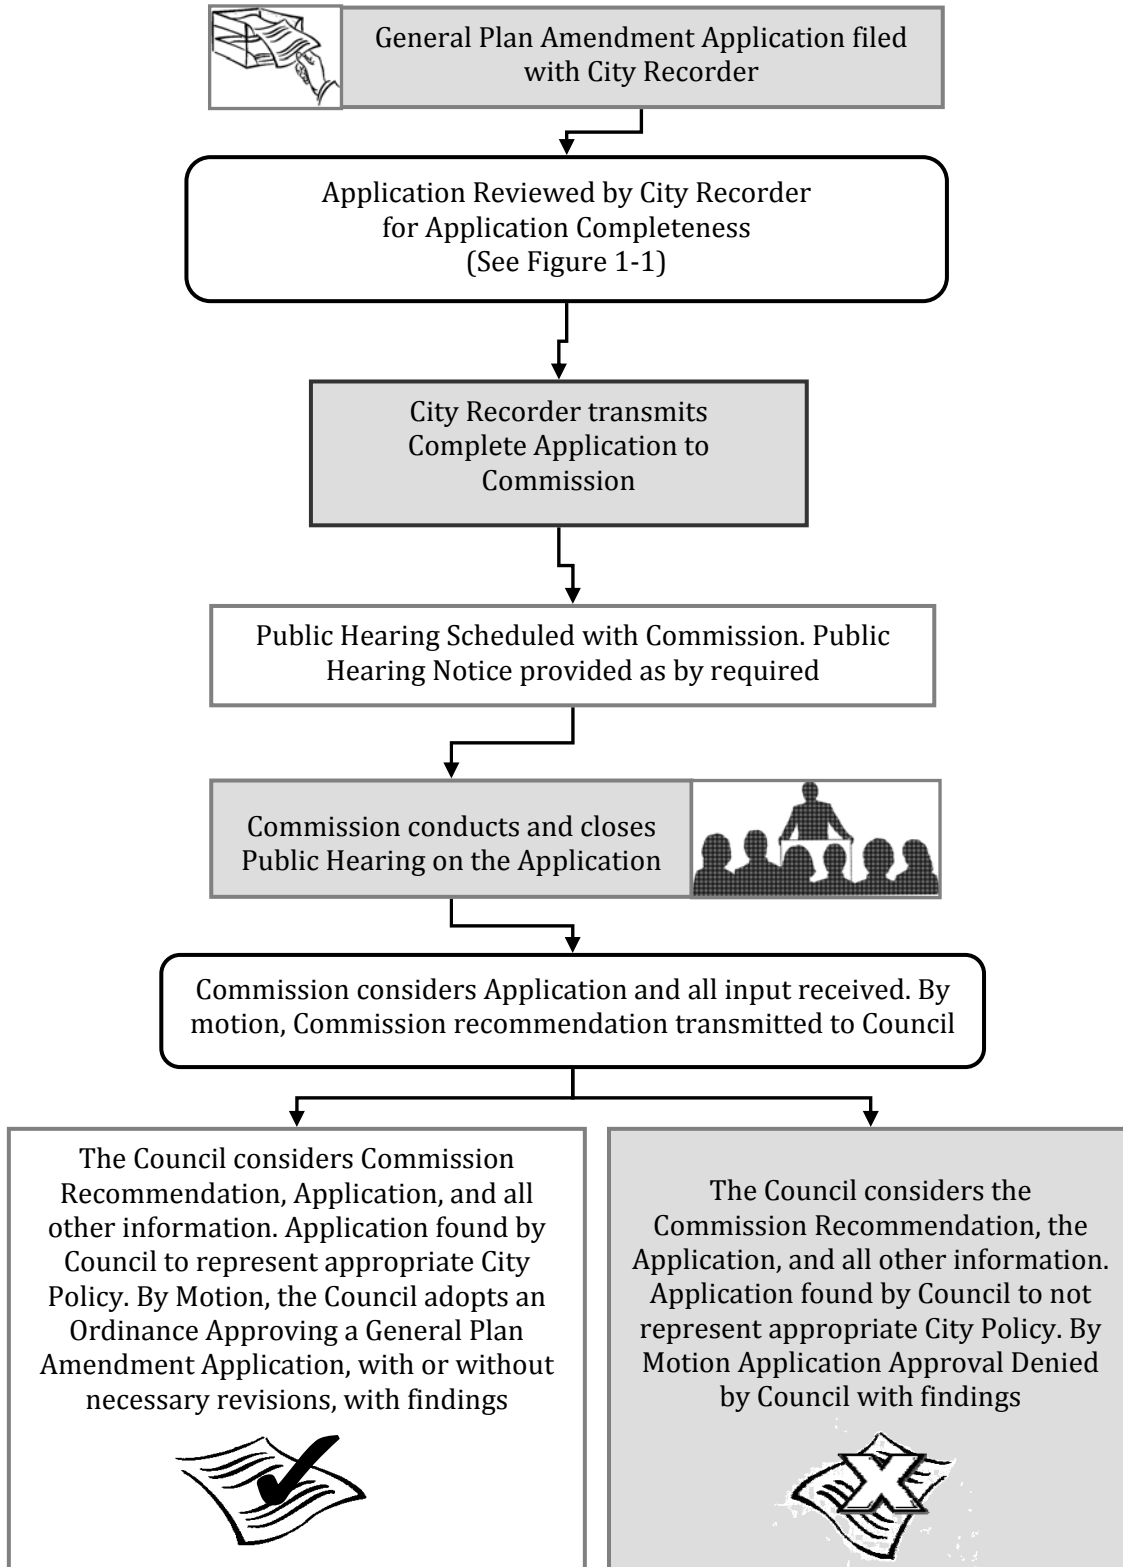 General Plan Amendment Application filed
with City Recorder
Application Reviewed by City Recorder
for Application Completeness
(See Figure 1-1)
City Recorder transmits
Complete Application to
Commission
Public Hearing Scheduled with Commission. Public
Hearing Notice provided as by required
Commission conducts and closes
Public Hearing on the Application
Commission considers Application and all input received. By
motion, Commission recommendation transmitted to Council
The Council considers Commission
Recommendation, Application, and all
other information. Application found by
Council to represent appropriate City
Policy. By Motion, the Council adopts an
Ordinance Approving a General Plan
Amendment Application, with or without
necessary revisions, with findings
The Council considers the
Commission Recommendation, the
Application, and all other information.
Application found by Council to not
represent appropriate City Policy. By
Motion Application Approval Denied
by Council with findings
X